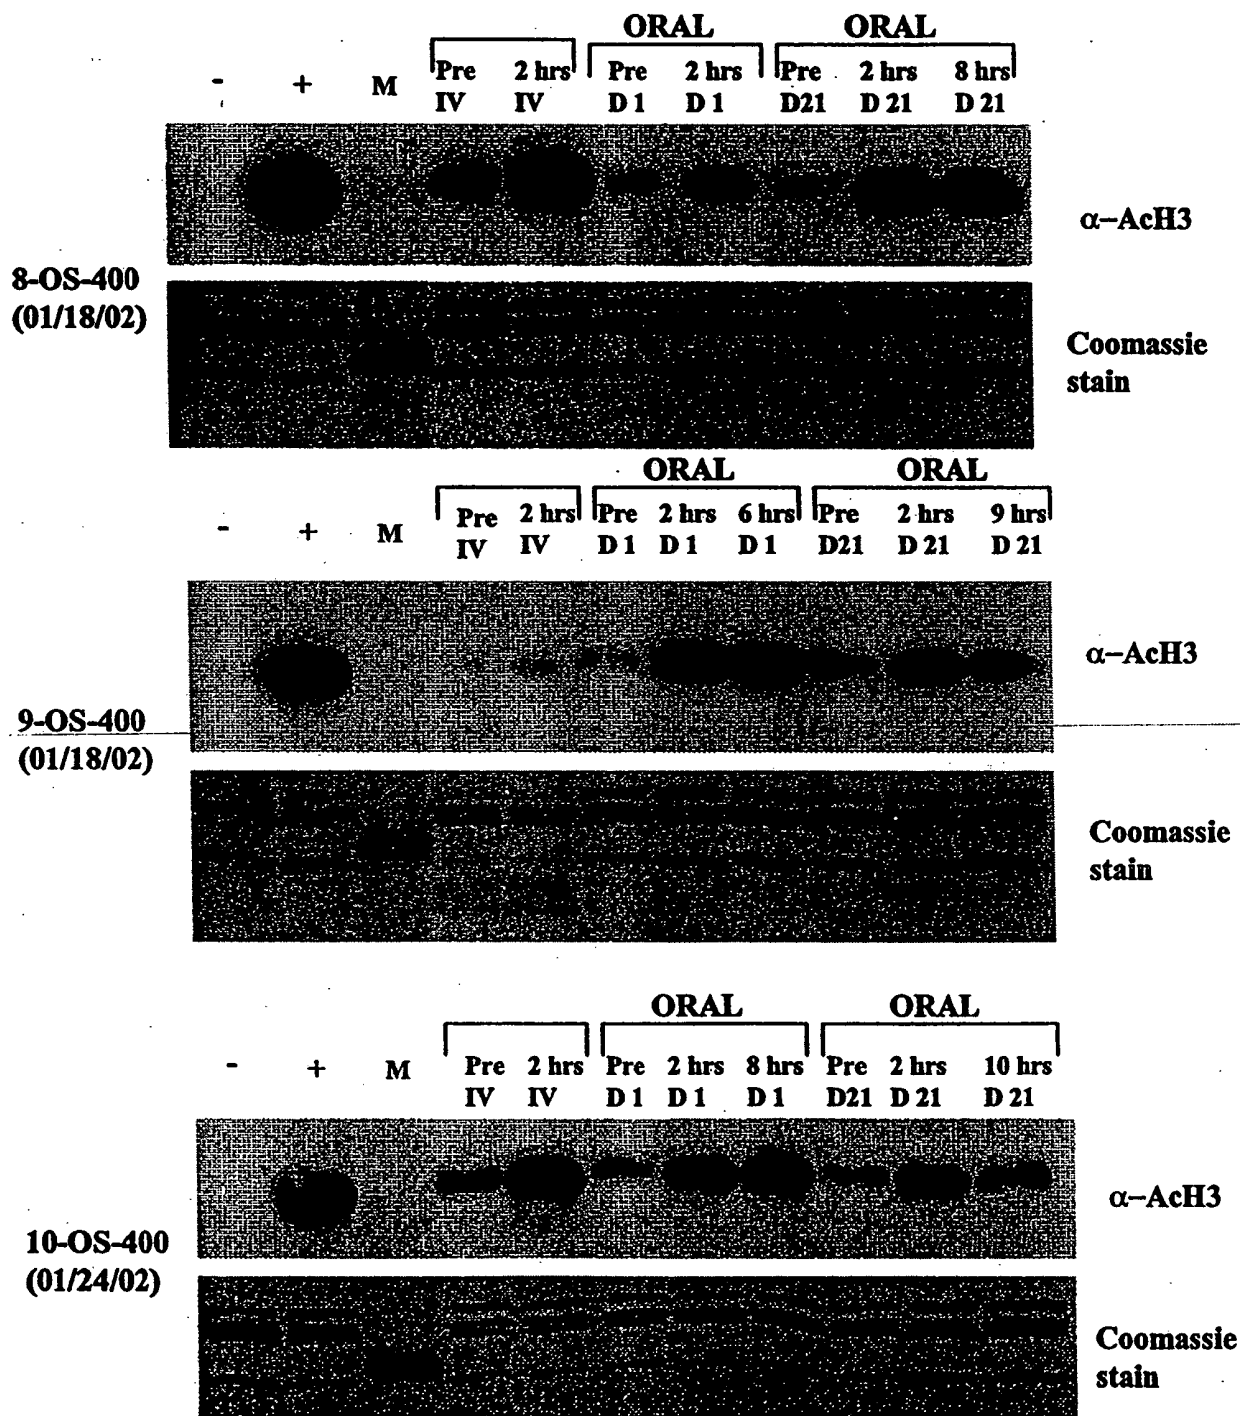 ORAL ORAL
- + M Pre 2 hrs Pre 2 hrs Pre 2 hrs 8 hrs
IV IV D 1 D 1 D21 D 21 D 21
α–AcH3
8-OS-400
(01/18/02)
Coomassie
stain
ORAL ORAL
- + M Pre 2 hrs Pre 2 hrs 6 hrs Pre 2 hrs 9 hrs
IV IV D 1 D 1 D 1 D21 D 21 D 21
α–AcH3
9-OS-400
(01/18/02)
Coomassie
stain
ORAL ORAL
- + M Pre 2 hrs Pre 2 hrs 8 hrs Pre 2 hrs 10 hrs
IV IV D 1 D 1 D 1 D21 D 21 D 21
α–AcH3
10-OS-400
(01/24/02)
Coomassie
stain